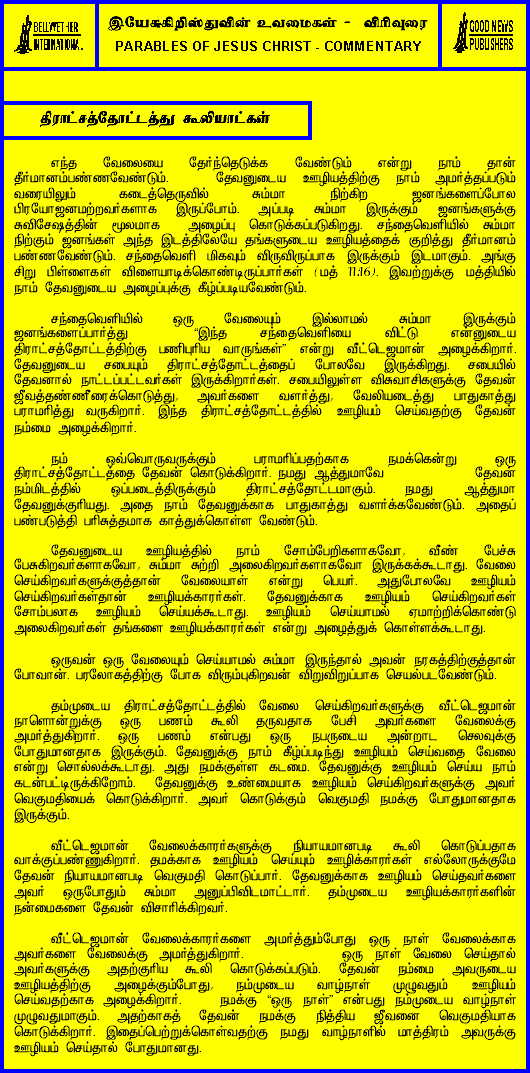 BELLWETHER
INTERNATIONAL
இயேசுகிறிஸ்துவின் உவமைகள் - விரிவுரை
PARABLES OF JESUS CHRIST - COMMENTARY
GOOD NEWS
PUBLISHERS
திராட்சத்தோட்டத்து கூலியாட்கள்
எந்த வேலையை தேர்ந்தெடுக்க வேண்டும் என்று நாம் தான்
தீர்மானம்பண்ணவேண்டும். தேவனுடைய ஊழியத்திற்கு நாம் அமர்த்தப்படும்
வரையிலும் கடைத்தெருவில் சும்மா நிற்கிற ஜனங்களைப்போல
பிரயோஜனமற்றவர்களாக இருப்போம். அப்படி சும்மா இருக்கும் ஜனங்களுக்கு
சுவிசேஷத்தின் மூலமாக அழைப்பு கொடுக்கப்படுகிறது. சந்தைவெளியில் சும்மா
நிற்கும் ஜனங்கள் அந்த இடத்திலேயே தங்களுடைய ஊழியத்தைக் குறித்து தீர்மானம்
பண்ணவேண்டும். சந்தைவெளி மிகவும் விருவிருப்பாக இருக்கும் இடமாகும். அங்கு
சிறு பிள்ளைகள் விளையாடிக்கொண்டிருப்பார்கள் (மத் 11:16). இவற்றுக்கு மத்தியில்
நாம் தேவனுடைய அழைப்புக்கு கீழ்ப்படியவேண்டும்.
சந்தைவெளியில் ஒரு வேலையும் இல்லாமல் சும்மா இருக்கும்
ஜனங்களைப்பார்த்து "இந்த சந்தைவெளியை விட்டு என்னுடைய
திராட்சத்தோட்டத்திற்கு பணிபுரிய வாருங்கள்" என்று வீட்டெஜமான் அழைக்கிறார்.
தேவனுடைய சபையும் திராட்சத்தோட்டத்தைப் போலவே இருக்கிறது. சபையில்
தேவனால் நாட்டப்பட்டவர்கள் இருக்கிறார்கள். சபையிலுள்ள விசுவாசிகளுக்கு தேவன்
ஜீவத்தண்ணீரைக்கொடுத்து, அவர்களை வளர்த்து, வேலியடைத்து பாதுகாத்து
பராமரித்து வருகிறார். இந்த திராட்சத்தோட்டத்தில் ஊழியம் செய்வதற்கு தேவன்
நம்மை அழைக்கிறார்.
நம் ஒவ்வொருவருக்கும் பராமரிப்பதற்காக நமக்கென்று ஒரு
திராட்சத்தோட்டத்தை தேவன் கொடுக்கிறார். நமது ஆத்துமாவே தேவன்
நம்மிடத்தில் ஒப்படைத்திருக்கும் திராட்சத்தோட்டமாகும். நமது ஆத்துமா
தேவனுக்குரியது. அதை நாம் தேவனுக்காக பாதுகாத்து வளர்க்கவேண்டும். அதைப்
பண்படுத்தி பரிசுத்தமாக காத்துக்கொள்ள வேண்டும்.
தேவனுடைய ஊழியத்தில் நாம் சோம்பேறிகளாகவோ, வீண் பேச்சு
பேசுகிறவர்களாகவோ, சும்மா சுற்றி அலைகிறவர்களாகவோ இருக்கக்கூடாது. வேலை
செய்கிறவர்களுக்குத்தான் வேலையாள் என்று பெயர். அதுபோலவே ஊழியம்
செய்கிறவர்கள்தான் ஊழியக்காரர்கள். தேவனுக்காக ஊழியம் செய்கிறவர்கள்
சோம்பலாக ஊழியம் செய்யக்கூடாது. ஊழியம் செய்யாமல் ஏமாற்றிக்கொண்டு
அலைகிறவர்கள் தங்களை ஊழியக்காரர்கள் என்று அழைத்துக் கொள்ளக்கூடாது.
ஒருவன் ஒரு வேலையும் செய்யாமல் சும்மா இருந்தால் அவன் நரகத்திற்குத்தான்
போவான். பரலோகத்திற்கு போக விரும்புகிறவன் விறுவிறுப்பாக செயல்படவேண்டும்.
தம்முடைய திராட்சத்தோட்டத்தில் வேலை செய்கிறவர்களுக்கு வீட்டெஜமான்
நாளொன்றுக்கு ஒரு பணம் கூலி தருவதாக பேசி அவர்களை வேலைக்கு
அமர்த்துகிறார். ஒரு பணம் என்பது ஒரு நபருடைய அன்றாட செலவுக்கு
போதுமானதாக இருக்கும். தேவனுக்கு நாம் கீழ்ப்படிந்து ஊழியம் செய்வதை வேலை
என்று சொல்லக்கூடாது. அது நமக்குள்ள கடமை. தேவனுக்கு ஊழியம் செய்ய நாம்
கடன்பட்டிருக்கிறோம். தேவனுக்கு உண்மையாக ஊழியம் செய்கிறவர்களுக்கு அவர்
வெகுமதியைக் கொடுக்கிறார். அவர் கொடுக்கும் வெகுமதி நமக்கு போதுமானதாக
இருக்கும்.
வீட்டெஜமான் வேலைக்காரர்களுக்கு நியாயமானபடி கூலி கொடுப்பதாக
வாக்குப்பண்ணுகிறார். தமக்காக ஊழியம் செய்யும் ஊழிக்காரர்கள் எல்லோருக்குமே
தேவன் நியாயமானபடி வெகுமதி கொடுப்பார். தேவனுக்காக ஊழியம் செய்தவர்களை
அவர் ஒருபோதும் சும்மா அனுப்பிவிடமாட்டார். தம்முடைய ஊழியக்காரர்களின்
நன்மைகளை தேவன் விசாரிக்கிறவர்.
வீட்டெஜமான் வேலைக்காரர்களை அமர்த்தும்போது ஒரு நாள் வேலைக்காக
அவர்களை வேலைக்கு அமர்த்துகிறார். ஒரு நாள் வேலை செய்தால்
அவர்களுக்கு அதற்குரிய கூலி கொடுக்கப்படும். தேவன் நம்மை அவருடைய
ஊழியத்திற்கு அழைக்கும்போது, நம்முடைய வாழ்நாள் முழுவதும் ஊழியம்
செய்வதற்காக அழைக்கிறார். நமக்கு "ஒரு நாள்" என்பது நம்முடைய வாழ்நாள்
முழுவதுமாகும். அதற்காகத் தேவன் நமக்கு நித்திய ஜீவனை வெகுமதியாக
கொடுக்கிறார். இதைப்பெற்றுக்கொள்வதற்கு நமது வாழ்நாளில் மாத்திரம் அவருக்கு
ஊழியம் செய்தால் போதுமானது.